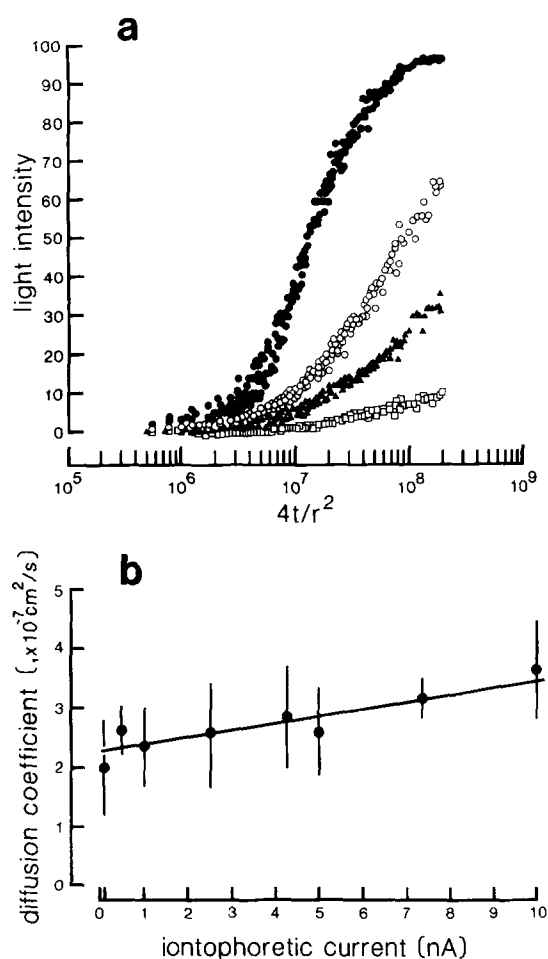 a
100
90
80
70
60
50
40
30
20
10
0
light intensity
10^5 10^6 10^7 10^8 10^9
4t/r^2
b
5
4
3
2
1
0
diffusion coefficient (,x10^-7 cm^2/s)
0 1 2 3 4 5 6 7 8 9 10
iontophoretic current (nA)